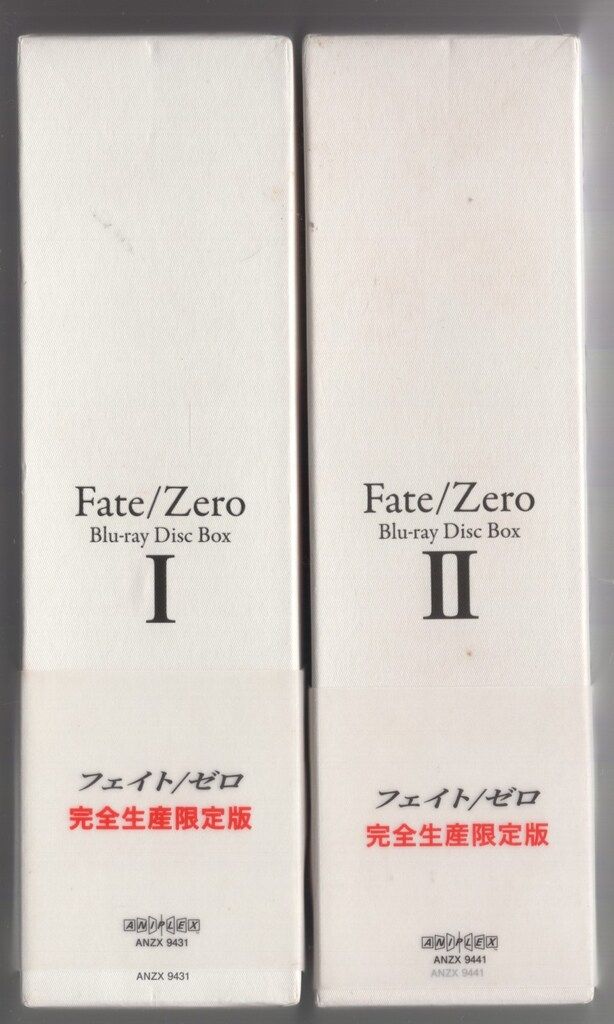 Fate/Zero
Blu-ray Disc Box
I
フェイト/ゼロ
完全生産限定版
ANIPLEX
ANZX 9431
ANZX 9431
Fate/Zero
Blu-ray Disc Box
II
フェイト/ゼロ
完全生産限定版
ANIPLEX
ANZX 9441
ANZX 9441